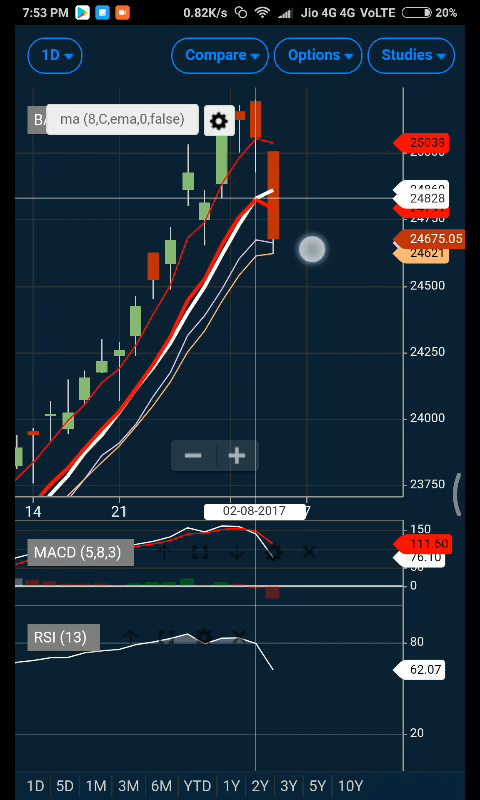 7:53 PM 0.82K/s Jio 4G 4G VoLTE 20%
1D Compare Options Studies
ma (8,C,ema,0,false)
25038
24828
24675.05
24621
24500
24250
24000
23750
14 21 02-08-2017 7
150
MACD (5,8,3)
111.60
76.10
0
RSI (13)
80
62.07
20
1D 5D 1M 3M 6M YTD 1Y 2Y 3Y 5Y 10Y